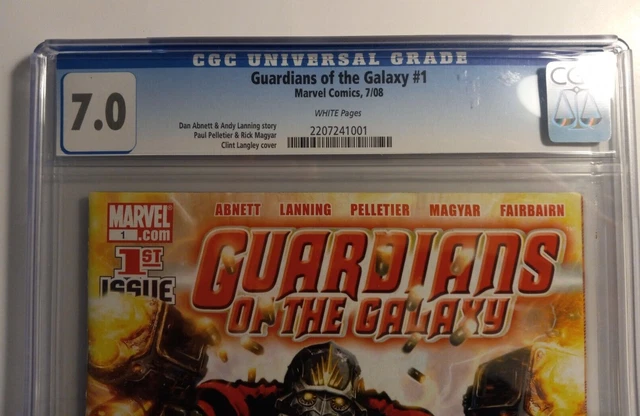 CGC UNIVERSAL GRADE
7.0
Guardians of the Galaxy #1
Marvel Comics, 7/08
WHITE Pages
Dan Abnett & Andy Lanning story
Paul Pelletier & Rick Magyar
Clint Langley cover
2207241001
CGC
MARVEL
1 .com
1ST
ISSUE
ABNETT LANNING PELLETIER MAGYAR FAIRBAIRN
GUARDIANS
OF THE GALAXY